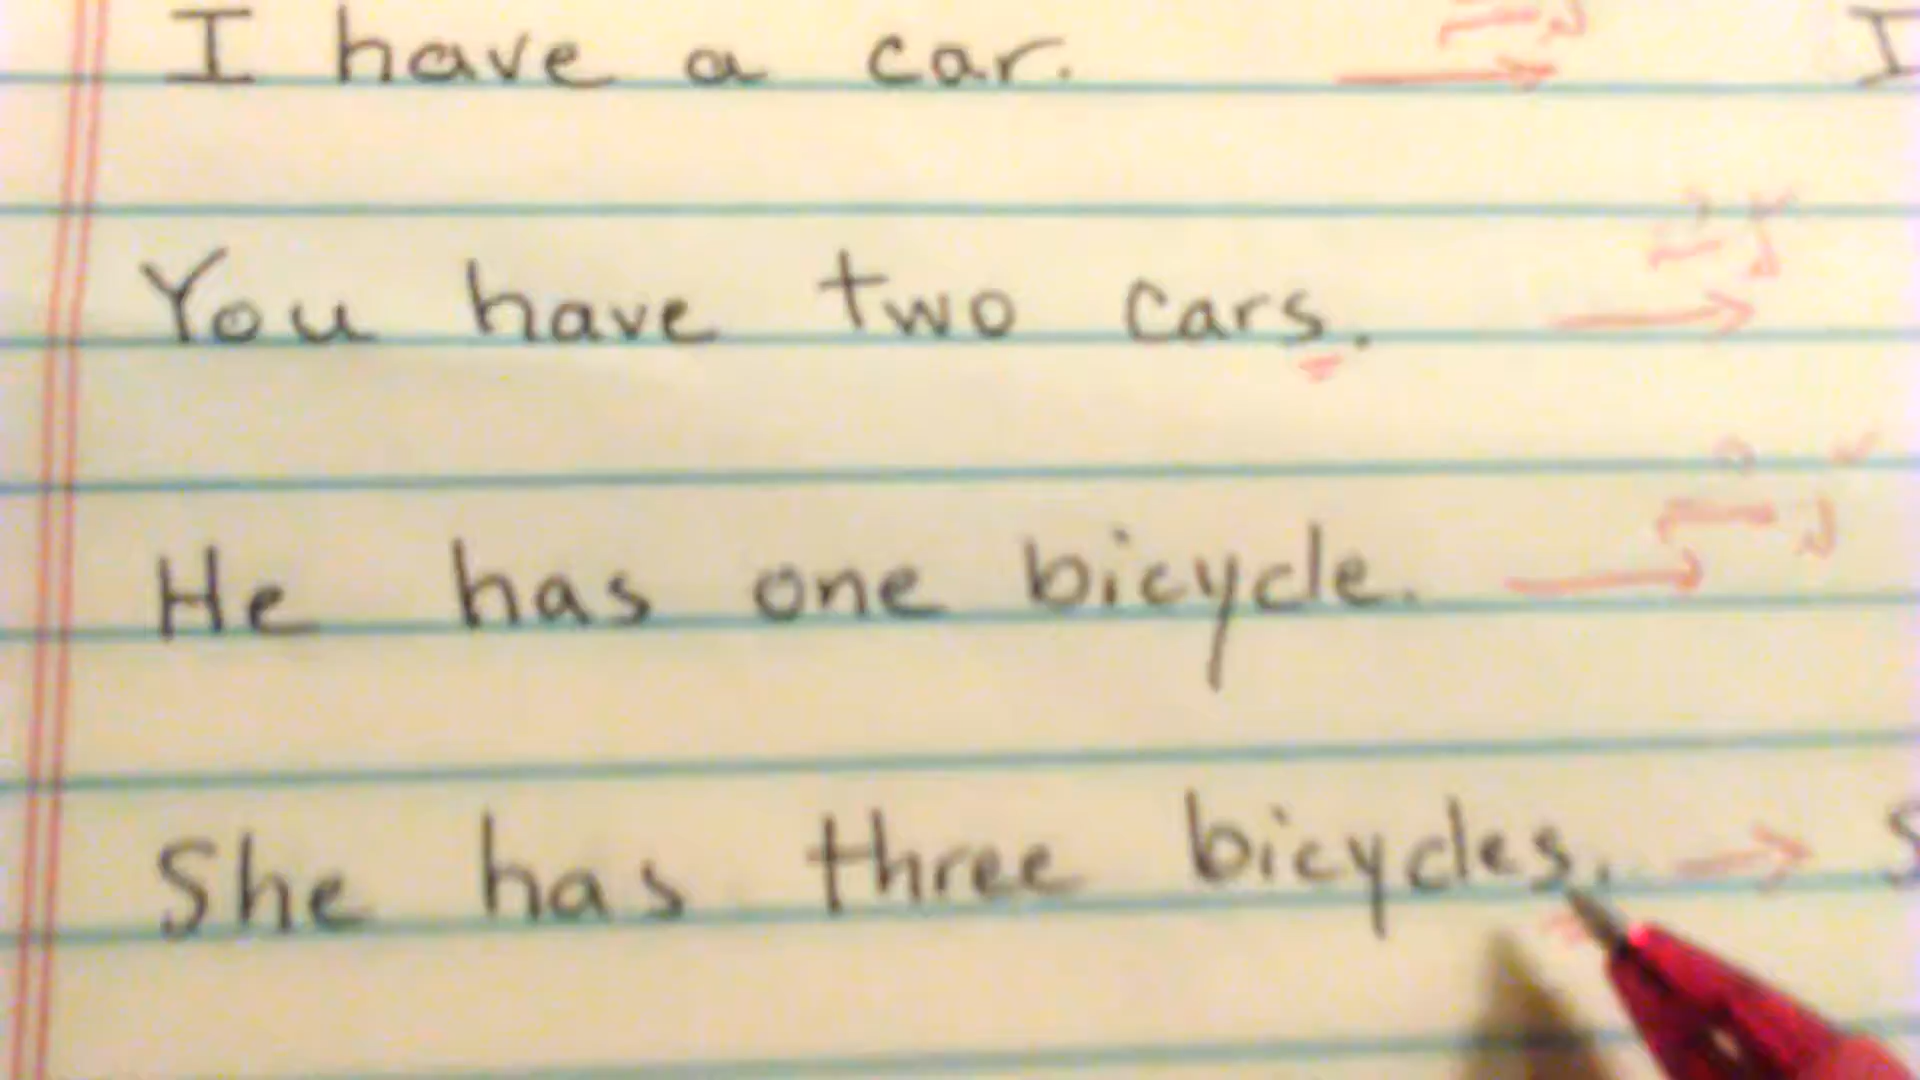 I have a car. I
You have two cars.
He has one bicycle.
She has three bicycles. S